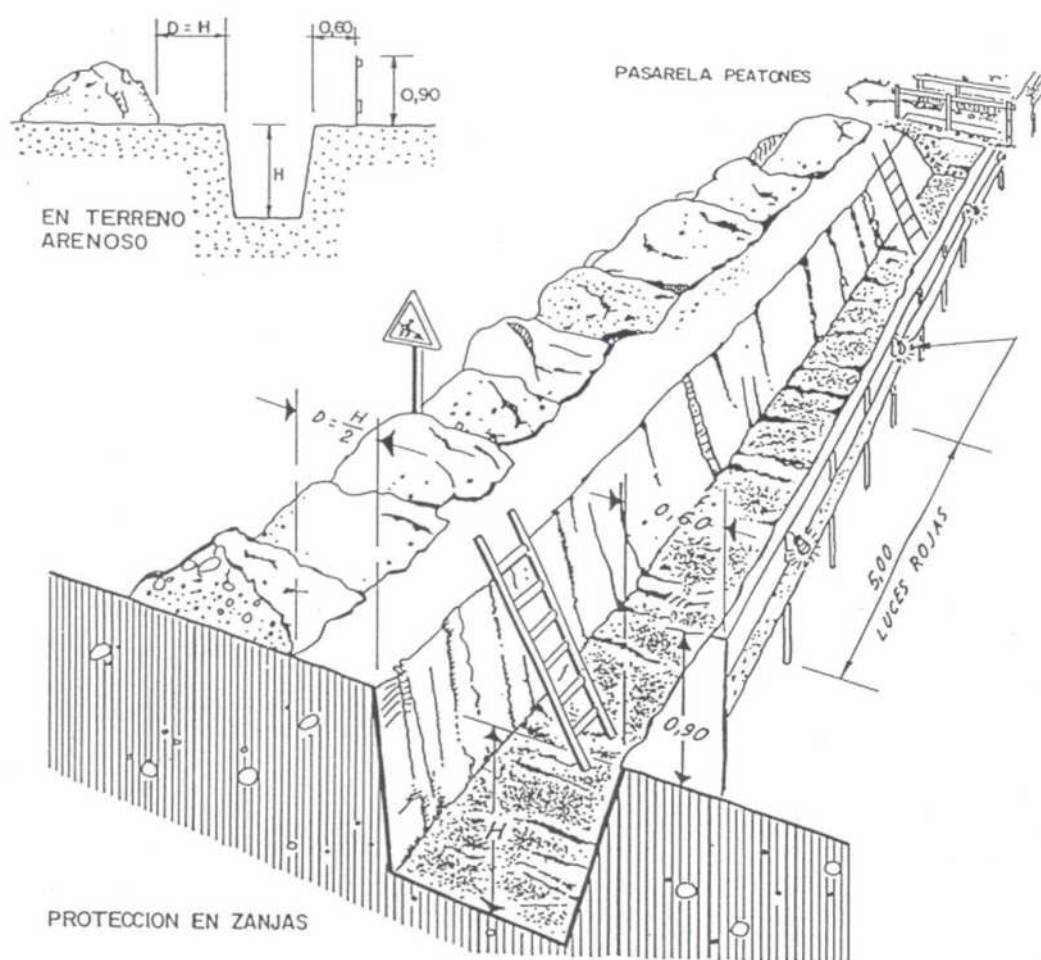 D = H
0,60
0,90
H
EN TERRENO
ARENOSO
PASARELA PEATONES
D = H/2
0,60
5,00
LUCES ROJAS
0,90
H
PROTECCION EN ZANJAS